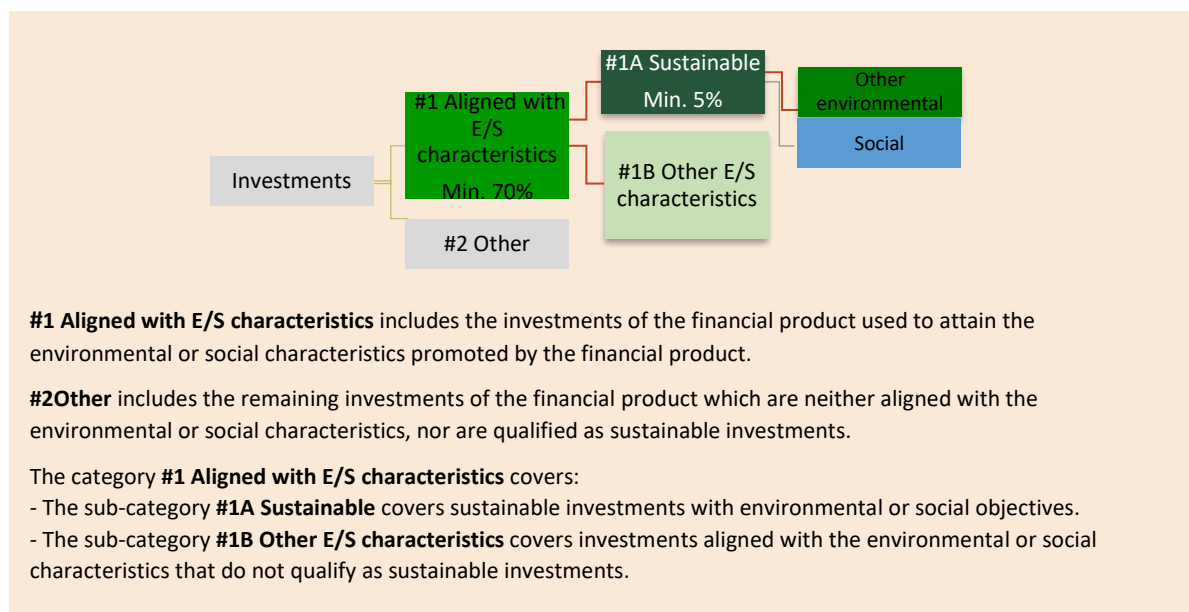 Investments
#1 Aligned with
E/S
characteristics
Min. 70%
#2 Other
#1A Sustainable
Min. 5%
#1B Other E/S
characteristics
Other
environmental
Social
#1 Aligned with E/S characteristics includes the investments of the financial product used to attain the
environmental or social characteristics promoted by the financial product.
#2Other includes the remaining investments of the financial product which are neither aligned with the
environmental or social characteristics, nor are qualified as sustainable investments.
The category #1 Aligned with E/S characteristics covers:
- The sub-category #1A Sustainable covers sustainable investments with environmental or social objectives.
- The sub-category #1B Other E/S characteristics covers investments aligned with the environmental or social
characteristics that do not qualify as sustainable investments.